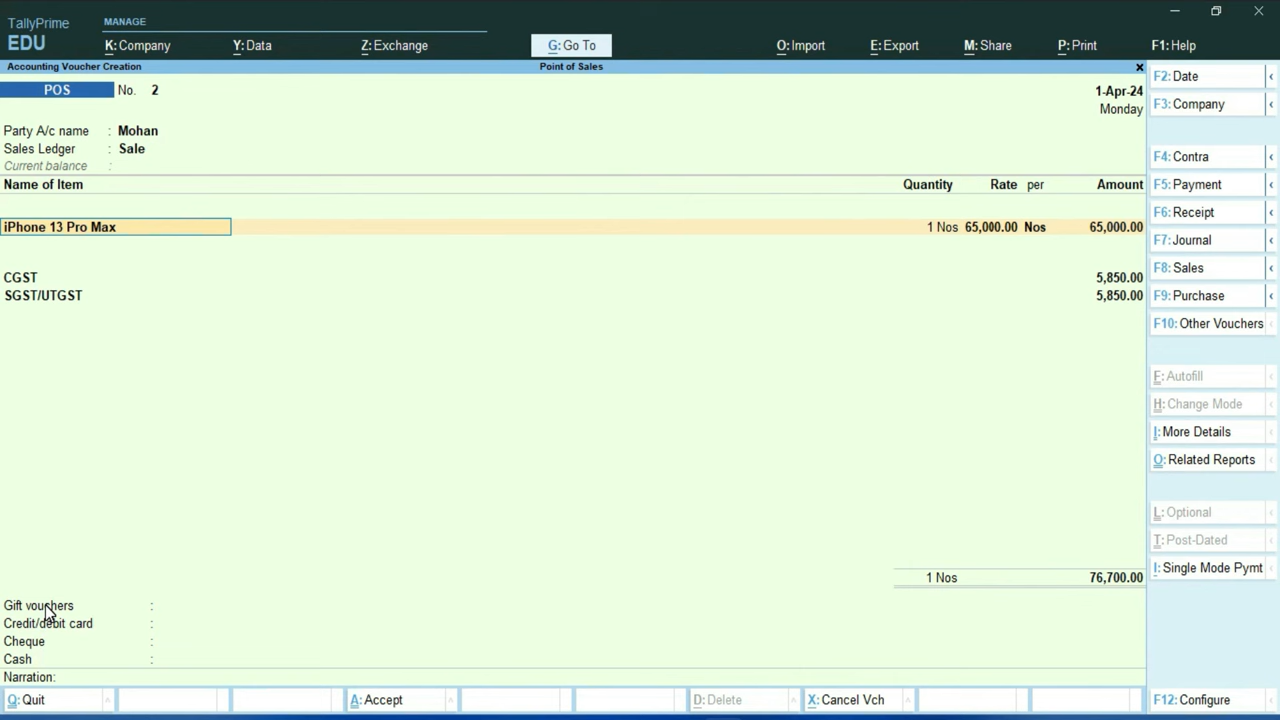 TallyPrime
EDU
MANAGE
K: Company
Y: Data
Z: Exchange
G: Go To
O: Import
E: Export
M: Share
P: Print
F1: Help
Accounting Voucher Creation
Point of Sales
x
POS No. 2
1-Apr-24
Monday
Party A/c name : Mohan
Sales Ledger : Sale
Current balance :
Name of Item Quantity Rate per Amount
iPhone 13 Pro Max 1 Nos 65,000.00 Nos 65,000.00
CGST 5,850.00
SGST/UTGST 5,850.00
1 Nos 76,700.00
Gift vouchers :
Credit/debit card :
Cheque :
Cash :
Narration:
F2: Date
F3: Company
F4: Contra
F5: Payment
F6: Receipt
F7: Journal
F8: Sales
F9: Purchase
F10: Other Vouchers
F: Autofill
H: Change Mode
I: More Details
O: Related Reports
L: Optional
T: Post-Dated
I: Single Mode Pymt
Q: Quit
A: Accept
D: Delete
X: Cancel Vch
F12: Configure